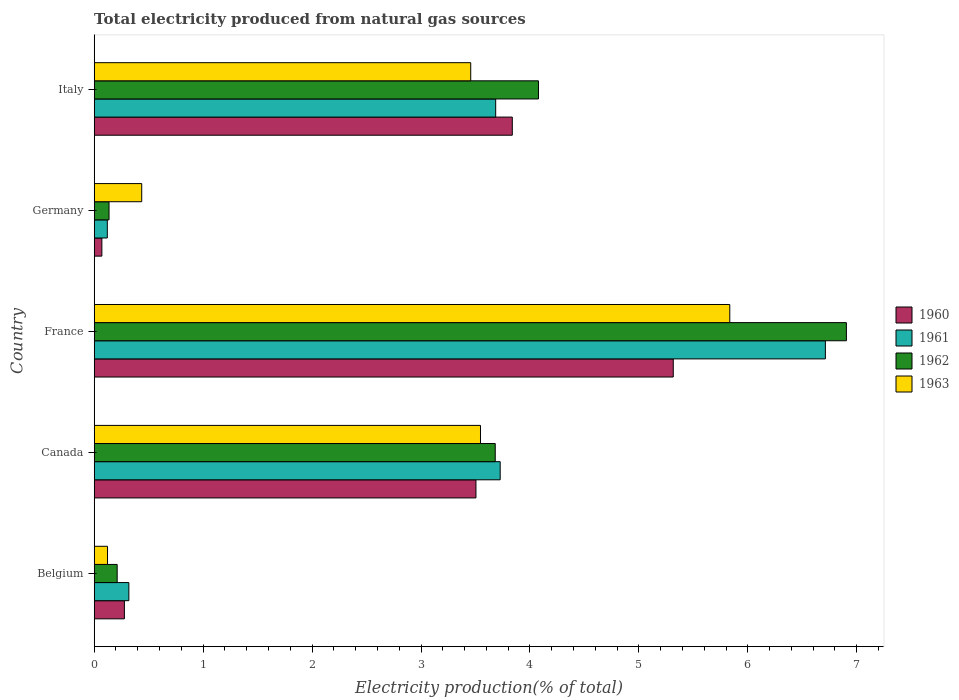 Total electricity produced from natural gas sources
Italy
Germany
France
Canada
Belgium
Country
0
1
2
3
4
5
6
7
Electricity production(% of total)
1960
1961
1962
1963